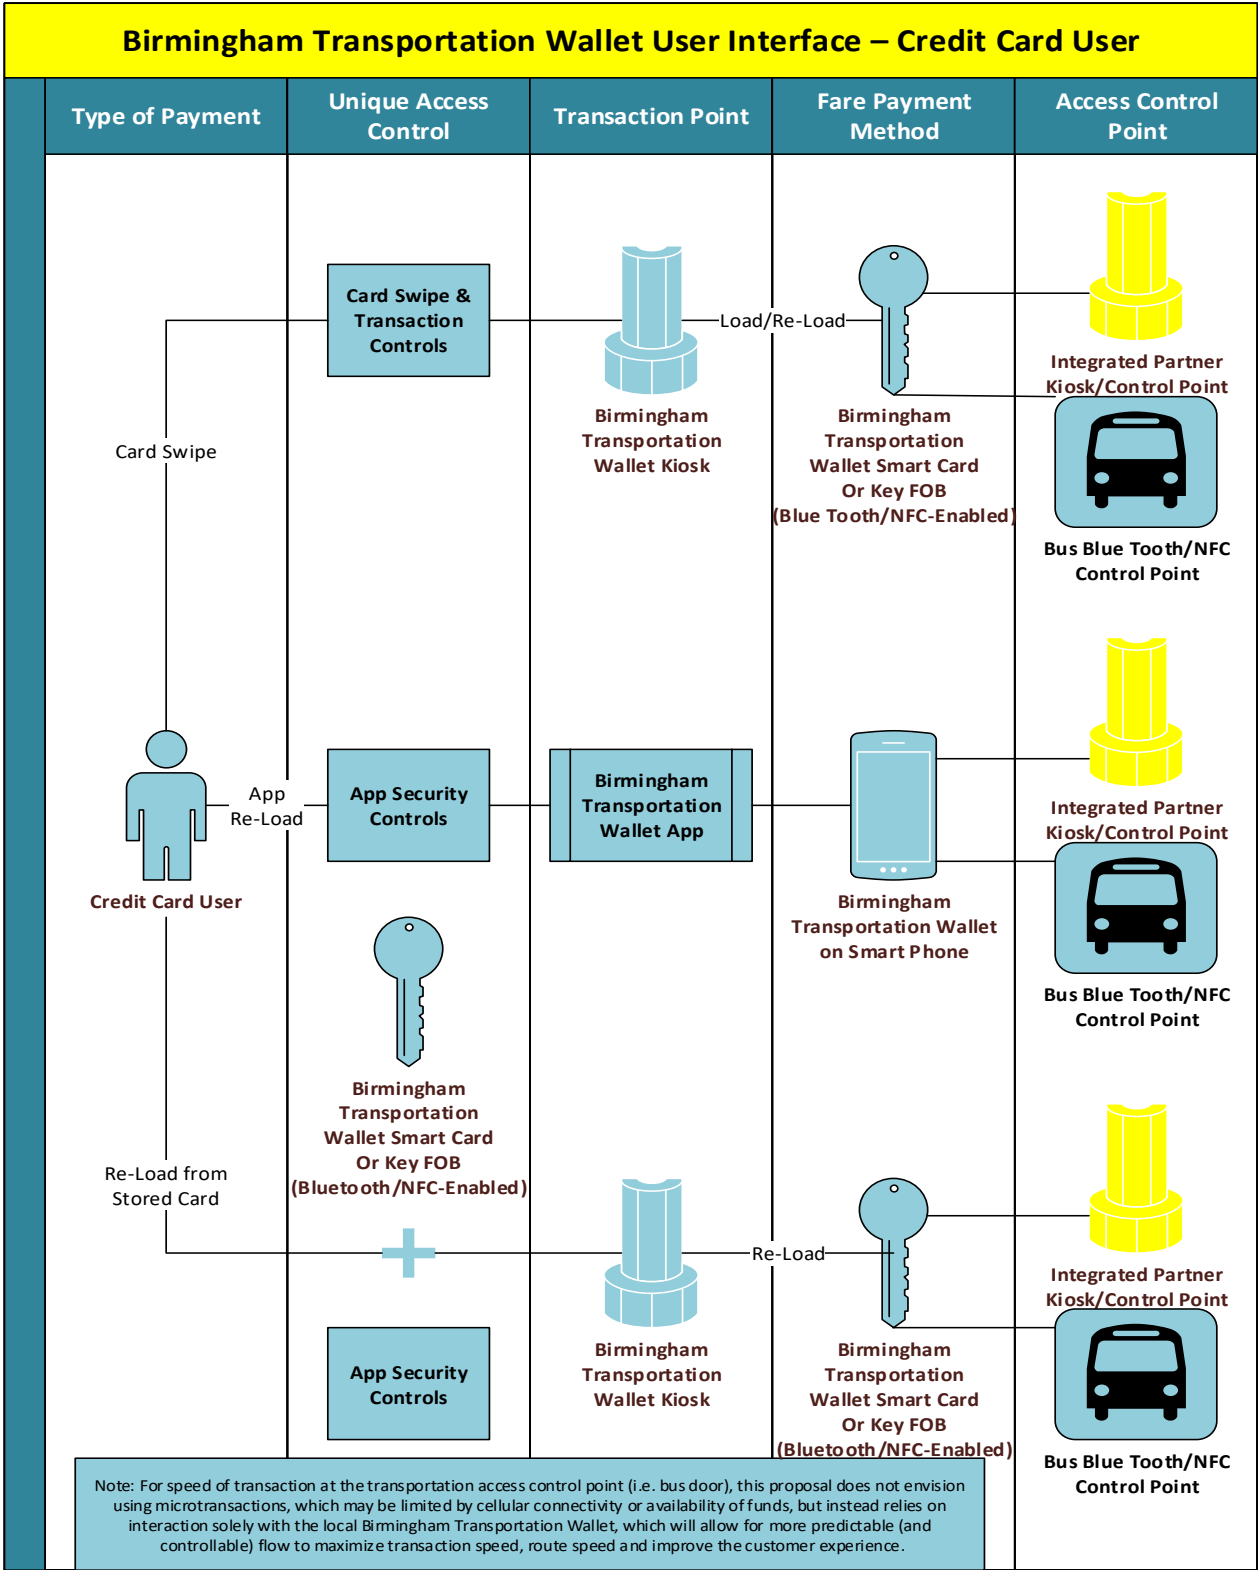 Birmingham Transportation Wallet User Interface – Credit Card User
Type of Payment
Unique Access
Control
Transaction Point
Fare Payment
Method
Access Control
Point
Card Swipe
Card Swipe &
Transaction
Controls
Birmingham
Transportation
Wallet Kiosk
Load/Re-Load
Birmingham
Transportation
Wallet Smart Card
Or Key FOB
(Blue Tooth/NFC-Enabled)
Integrated Partner
Kiosk/Control Point
Bus Blue Tooth/NFC
Control Point
Credit Card User
App
Re-Load
App Security
Controls
Birmingham
Transportation
Wallet App
Birmingham
Transportation Wallet
on Smart Phone
Integrated Partner
Kiosk/Control Point
Bus Blue Tooth/NFC
Control Point
Re-Load from
Stored Card
Birmingham
Transportation
Wallet Smart Card
Or Key FOB
(Bluetooth/NFC-Enabled)
App Security
Controls
Birmingham
Transportation
Wallet Kiosk
Re-Load
Birmingham
Transportation
Wallet Smart Card
Or Key FOB
(Bluetooth/NFC-Enabled)
Integrated Partner
Kiosk/Control Point
Bus Blue Tooth/NFC
Control Point
Note: For speed of transaction at the transportation access control point (i.e. bus door), this proposal does not envision
using microtransactions, which may be limited by cellular connectivity or availability of funds, but instead relies on
interaction solely with the local Birmingham Transportation Wallet, which will allow for more predictable (and
controllable) flow to maximize transaction speed, route speed and improve the customer experience.